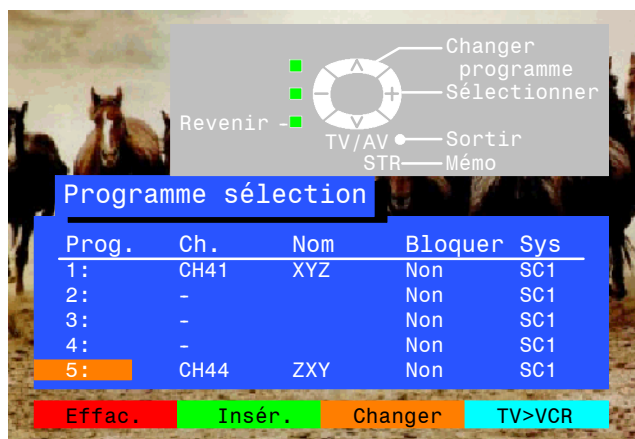 Changer
programme
Sélectionner
Revenir -
TV/AV Sortir
STR Mémo
Programme sélection
Prog. Ch. Nom Bloquer Sys
1: CH41 XYZ Non SC1
2: - Non SC1
3: - Non SC1
4: - Non SC1
5: CH44 ZXY Non SC1
Effac. Insér. Changer TV>VCR